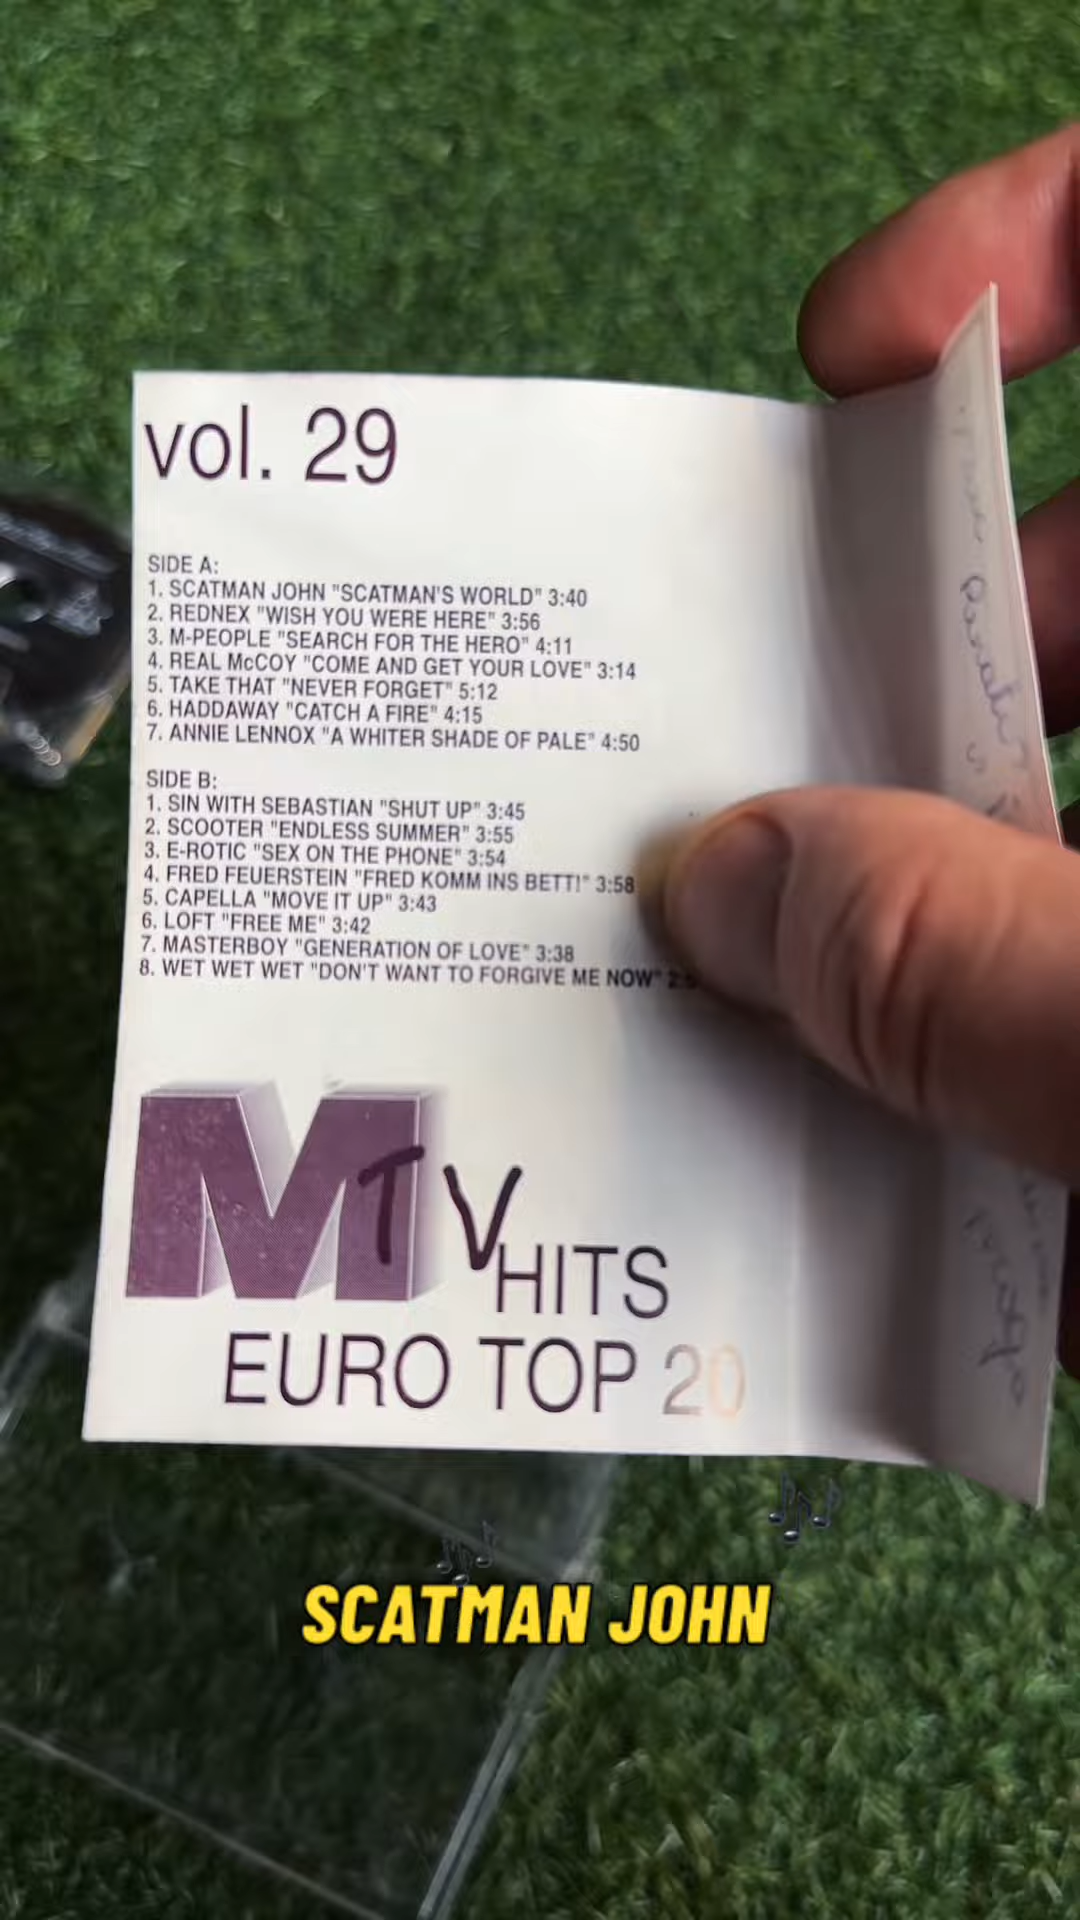 vol. 29
SIDE A:
1. SCATMAN JOHN "SCATMAN'S WORLD" 3:40
2. REDNEX "WISH YOU WERE HERE" 3:56
3. M-PEOPLE "SEARCH FOR THE HERO" 4:11
4. REAL McCOY "COME AND GET YOUR LOVE" 3:14
5. TAKE THAT "NEVER FORGET" 5:12
6. HADDAWAY "CATCH A FIRE" 4:15
7. ANNIE LENNOX "A WHITER SHADE OF PALE" 4:50
SIDE B:
1. SIN WITH SEBASTIAN "SHUT UP" 3:45
2. SCOOTER "ENDLESS SUMMER" 3:55
3. E-ROTIC "SEX ON THE PHONE" 3:54
4. FRED FEUERSTEIN "FRED KOMM INS BETT!" 3:58
5. CAPELLA "MOVE IT UP" 3:43
6. LOFT "FREE ME" 3:42
7. MASTERBOY "GENERATION OF LOVE" 3:38
8. WET WET WET "DON'T WANT TO FORGIVE ME NOW"
MTV HITS
EURO TOP 20
SCATMAN JOHN